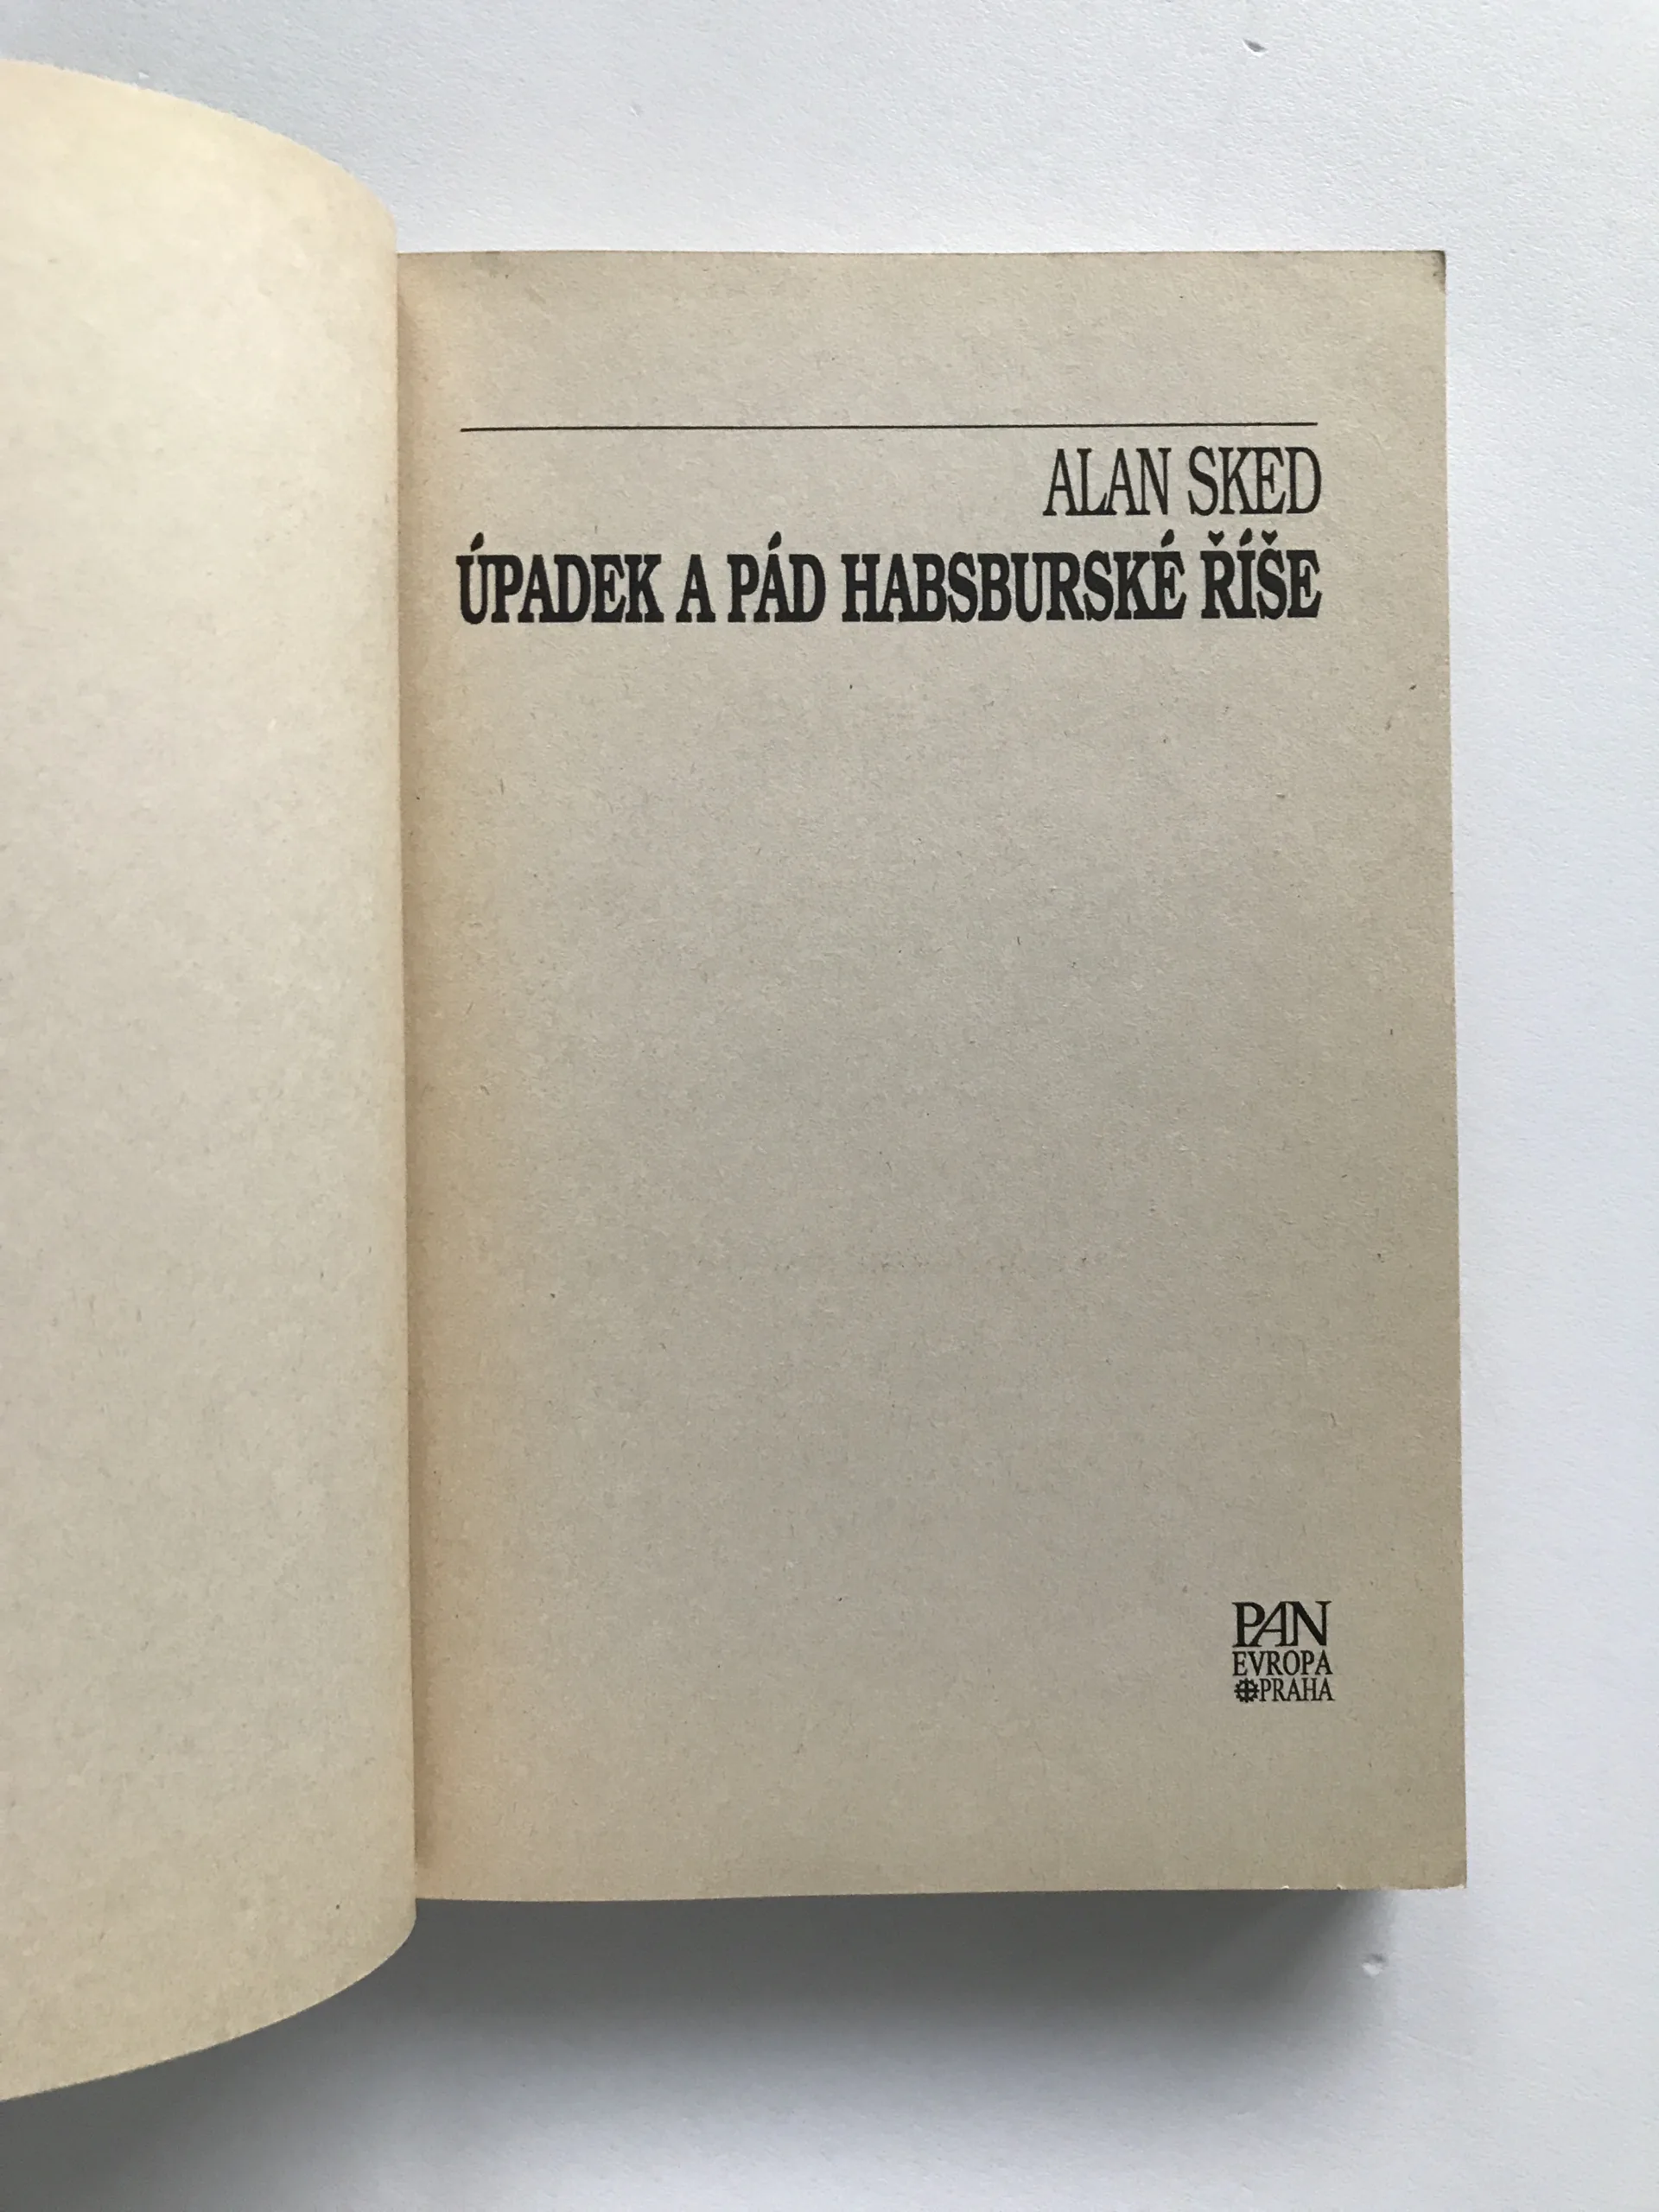 ALAN SKED
ÚPADEK A PÁD HABSBURSKÉ ŘÍŠE
PAN
EVROPA
PRAHA